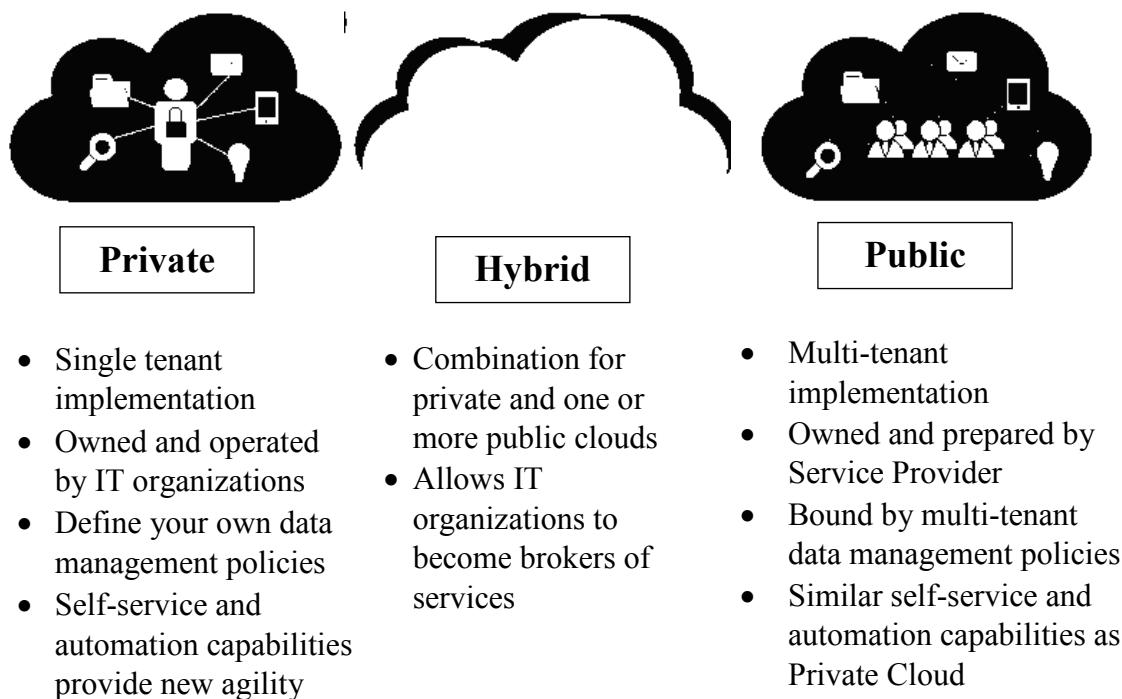 Private
• Single tenant
implementation
• Owned and operated
by IT organizations
• Define your own data
management policies
• Self-service and
automation capabilities
provide new agility
Hybrid
• Combination for
private and one or
more public clouds
• Allows IT
organizations to
become brokers of
services
Public
• Multi-tenant
implementation
• Owned and prepared by
Service Provider
• Bound by multi-tenant
data management policies
• Similar self-service and
automation capabilities as
Private Cloud